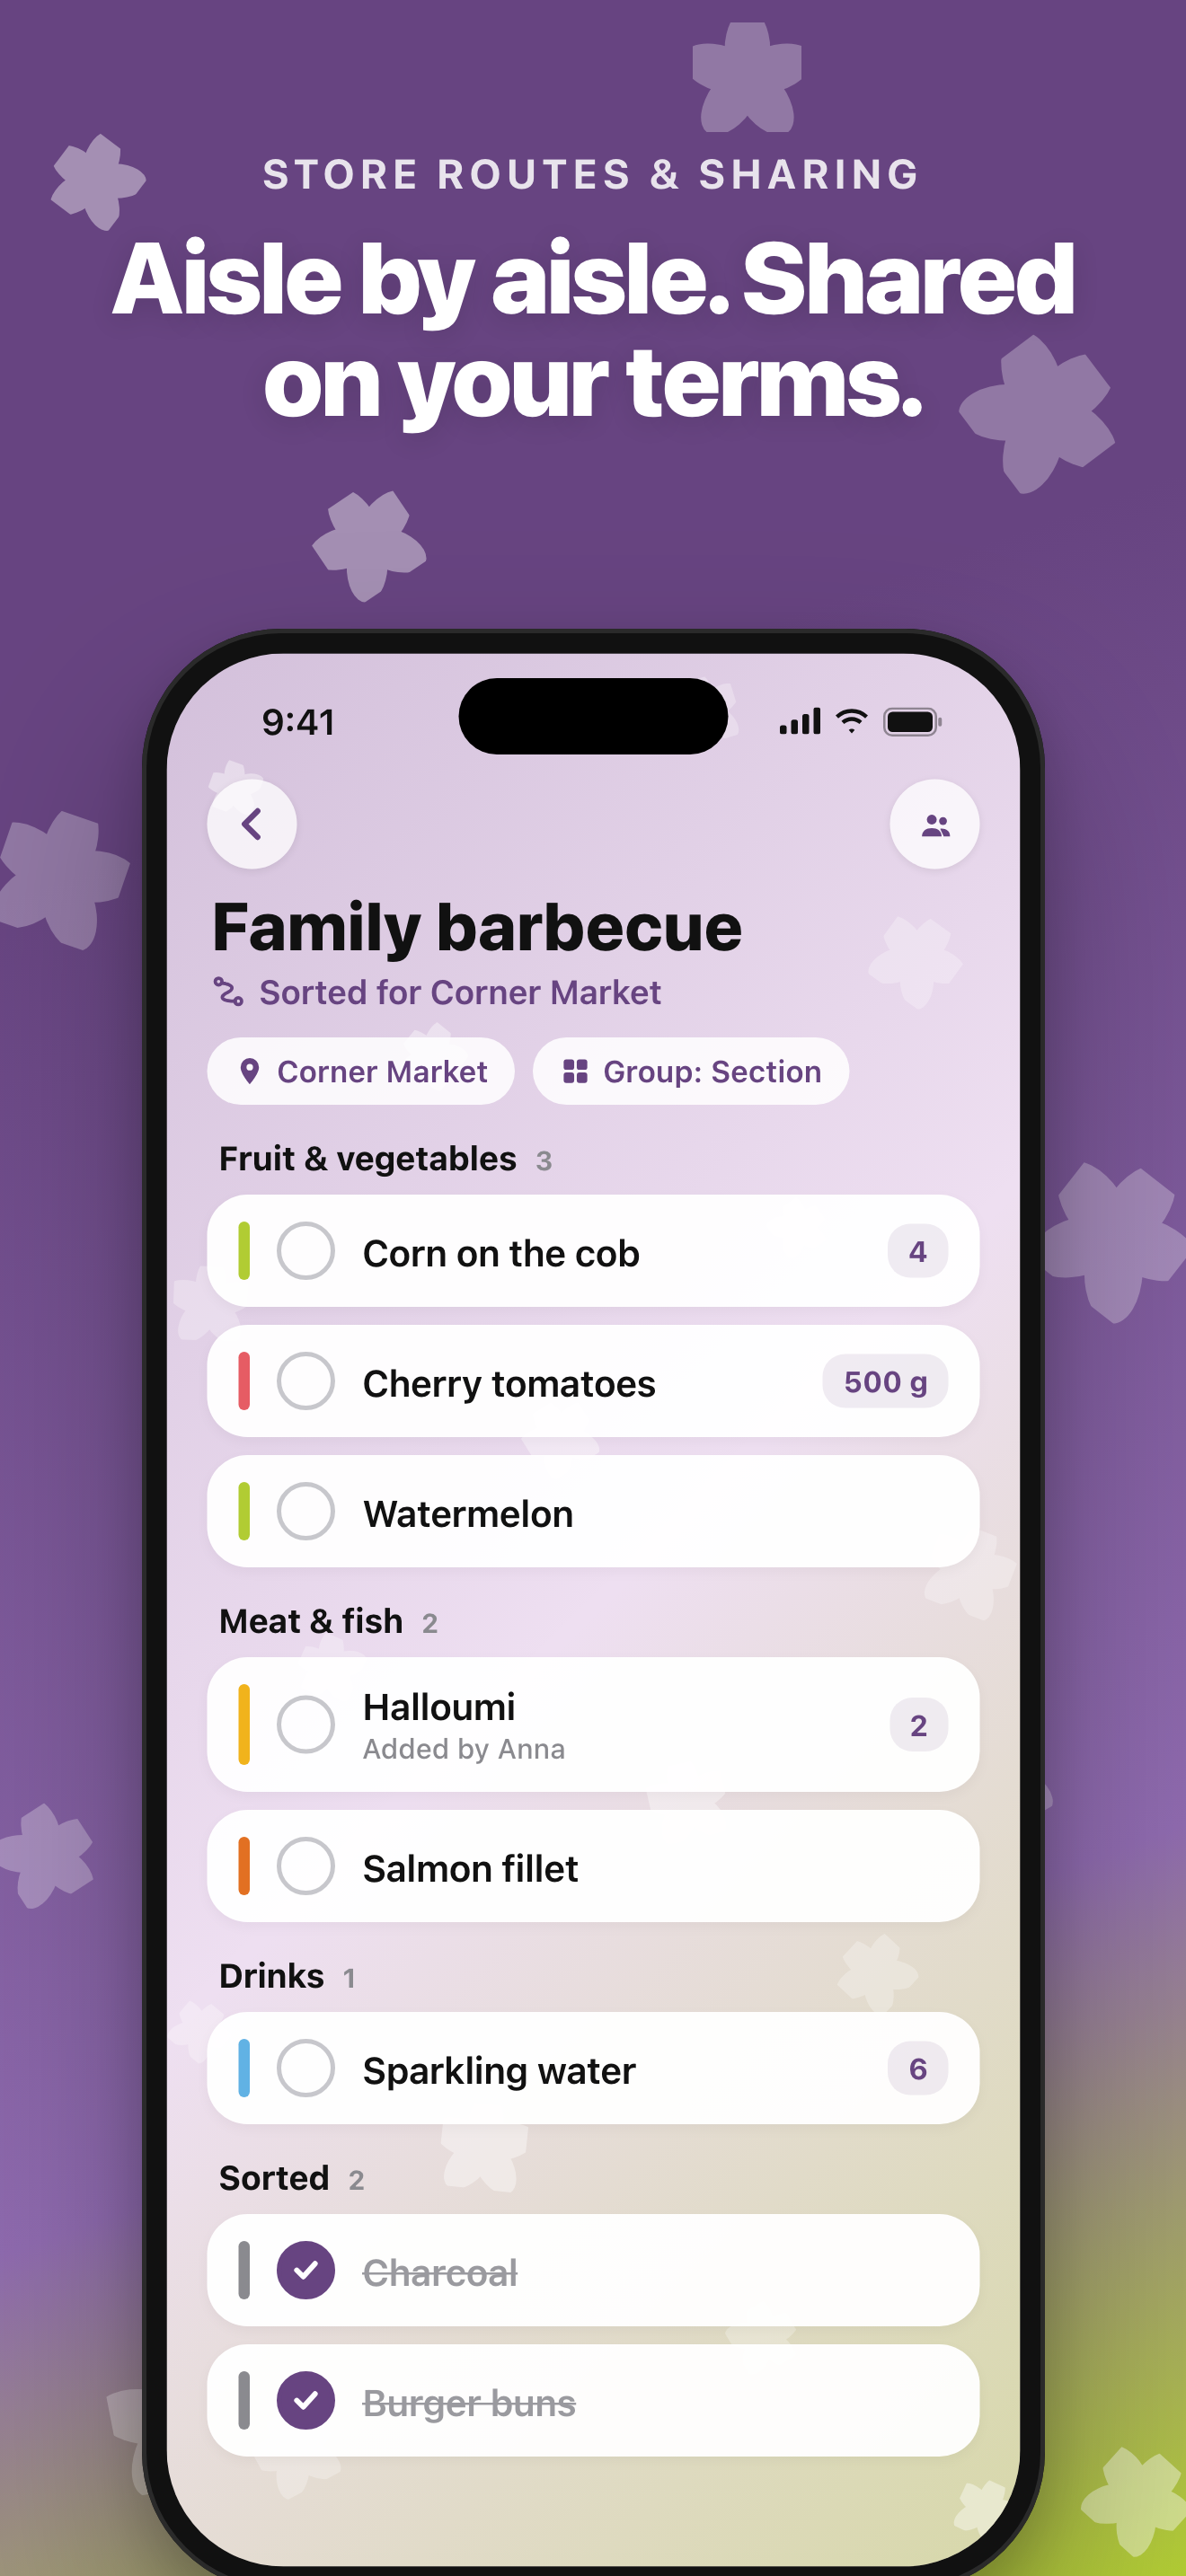 STORE ROUTES & SHARING
Aisle by aisle. Shared
on your terms.
9:41
Family barbecue
Sorted for Corner Market
Corner Market
Group: Section
Fruit & vegetables 3
Corn on the cob 4
Cherry tomatoes 500 g
Watermelon
Meat & fish 2
Halloumi 2
Added by Anna
Salmon fillet
Drinks 1
Sparkling water 6
Sorted 2
Charcoal
Burger buns